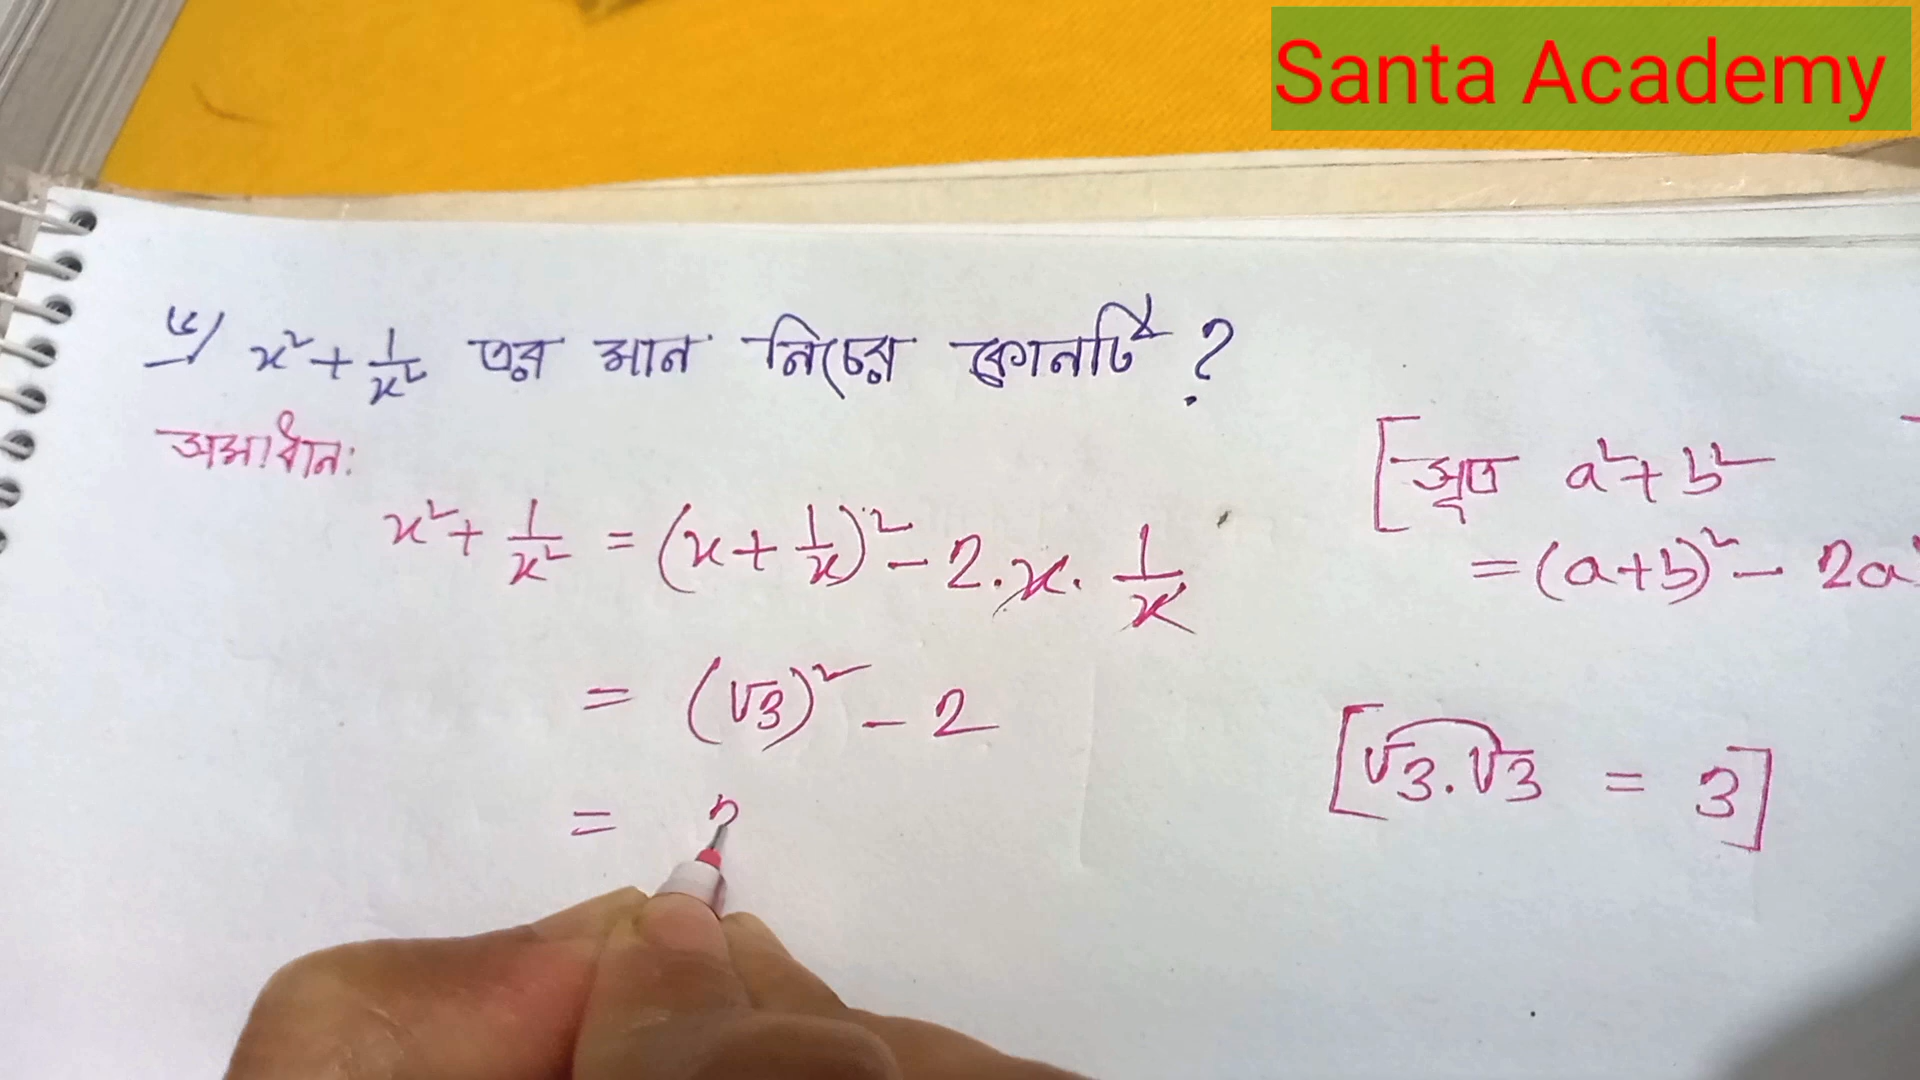 Santa Academy
৬/ x² + 1/x² এর মান নিচের কোনটি ?
সমাধান:
[সূত্র a² + b²
x² + 1/x² = (x + 1/x)² - 2.x. 1/x
= (a+b)² - 2a
= (√3)² - 2
[√3.√3 = 3]
=